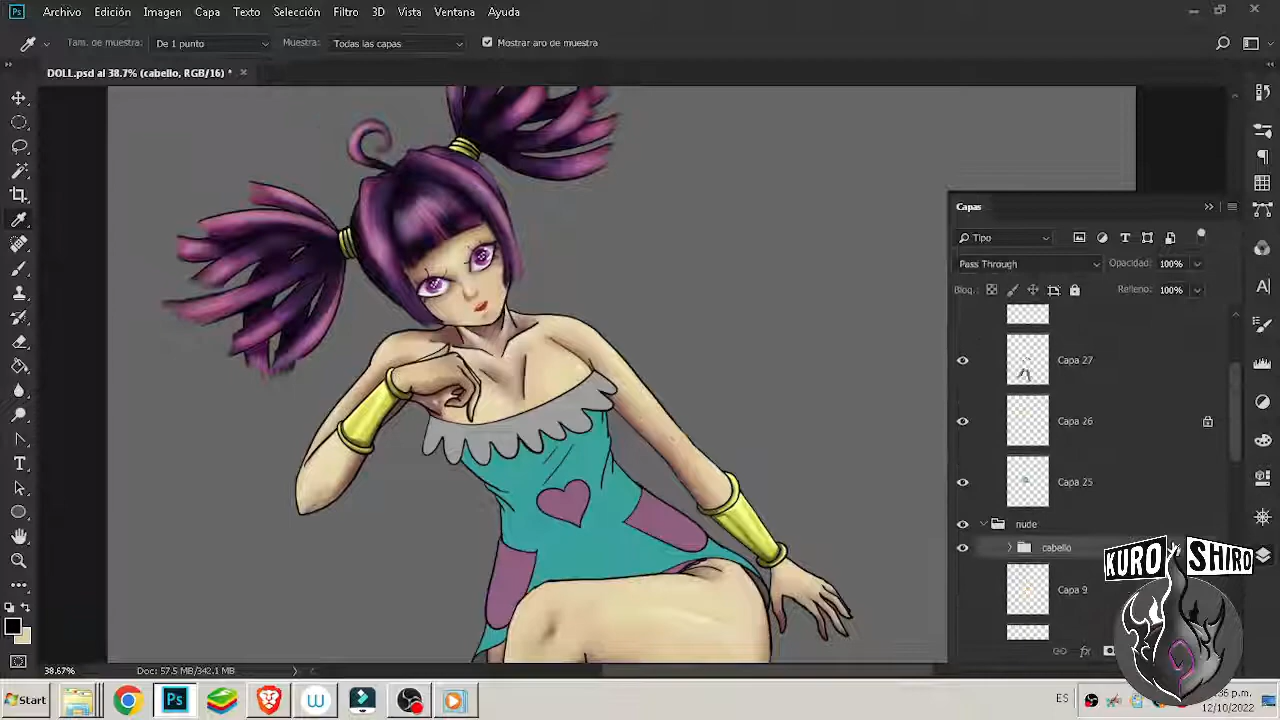 Ps Archivo Edición Imagen Capa Texto Selección Filtro 3D Vista Ventana Ayuda
Tam. de muestra: De 1 punto Muestra: Todas las capas Mostrar aro de muestra
DOLL.psd al 38.7% (cabello, RGB/16) *
Capas
Tipo
Pass Through Opacidad: 100%
Bloq.: Relleno: 100%
Capa 27
Capa 26
Capa 25
nude
cabello
Capa 9
KURO SHIRO
38.67% Doc: 57.5 MB/342.1 MB
Start Ps W ES
12/10/2022